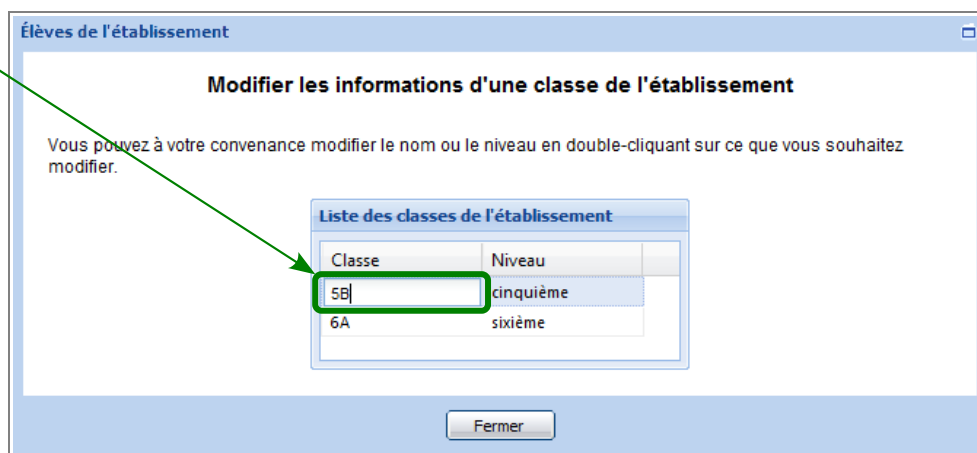 Élèves de l'établissement
Modifier les informations d'une classe de l'établissement
Vous pouvez à votre convenance modifier le nom ou le niveau en double-cliquant sur ce que vous souhaitez
modifier.
Liste des classes de l'établissement
Classe Niveau
5B cinquième
6A sixième
Fermer